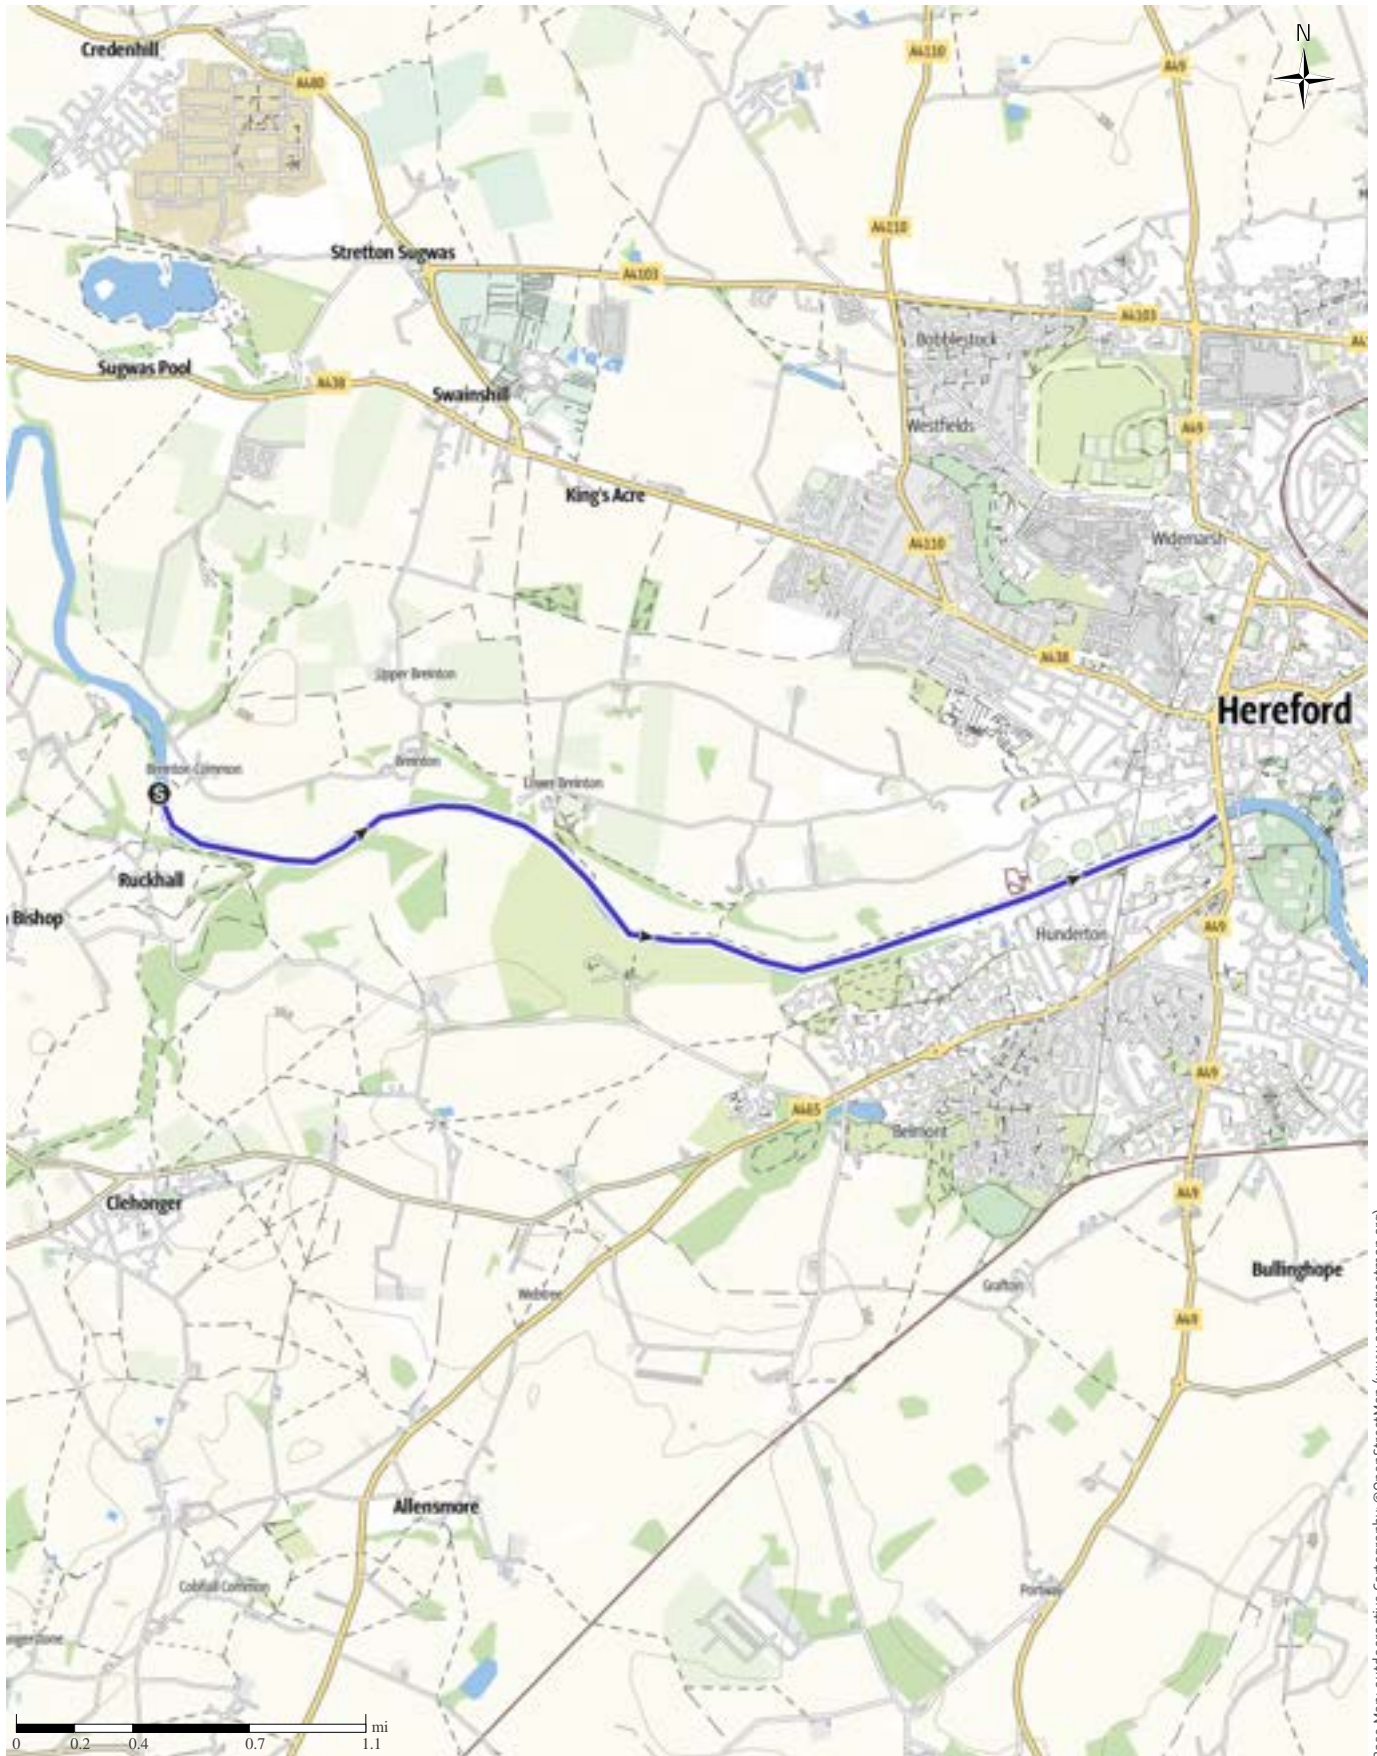 N
Credenhill
A4110
A49
A480
A4110
Stretton Sugwas
A4103
A4103
Bobblestock
Sugwas Pool
A438
Swainshill
Westfields
A49
King's Acre
Widemarsh
A4110
A438
Upper Breinton
Hereford
Breinton Common
Breinton
Lower Breinton
S
Ruckhall
Bishop
Hunderton
A49
A49
A465
Belmont
Clehonger
A49
Bullinghope
Grafton
Webtree
A49
Allensmore
Cobhall Common
Portway
0 0.2 0.4 0.7 1.1 mi